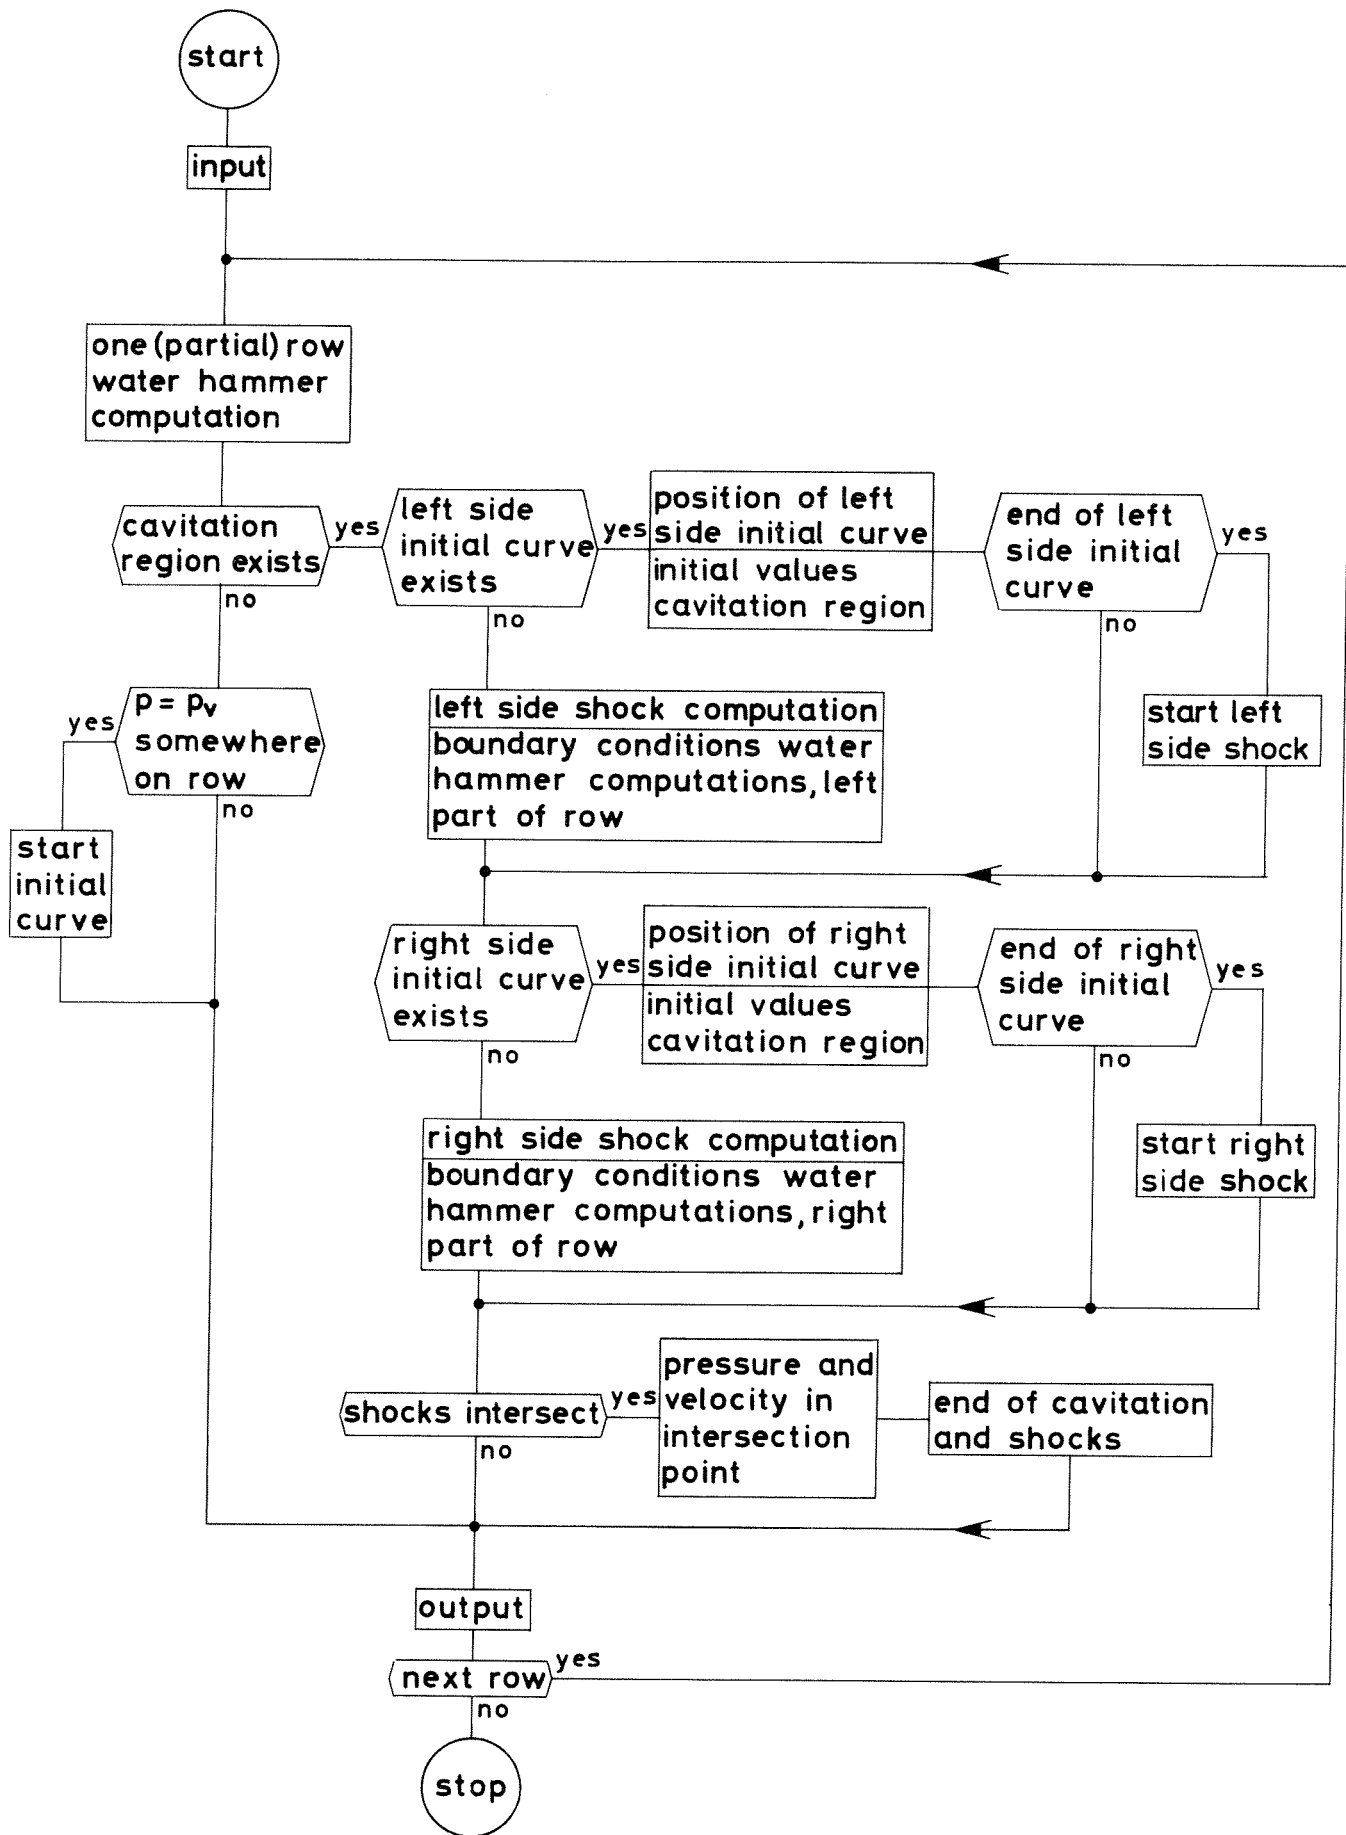 start
input
one (partial) row
water hammer
computation
cavitation
region exists
yes
no
left side
initial curve
exists
yes
no
position of left
side initial curve
initial values
cavitation region
end of left
side initial
curve
yes
no
p = pv
somewhere
on row
yes
no
start
initial
curve
left side shock computation
boundary conditions water
hammer computations, left
part of row
start left
side shock
right side
initial curve
exists
yes
no
position of right
side initial curve
initial values
cavitation region
end of right
side initial
curve
yes
no
right side shock computation
boundary conditions water
hammer computations, right
part of row
start right
side shock
shocks intersect
yes
no
pressure and
velocity in
intersection
point
end of cavitation
and shocks
output
next row
yes
no
stop